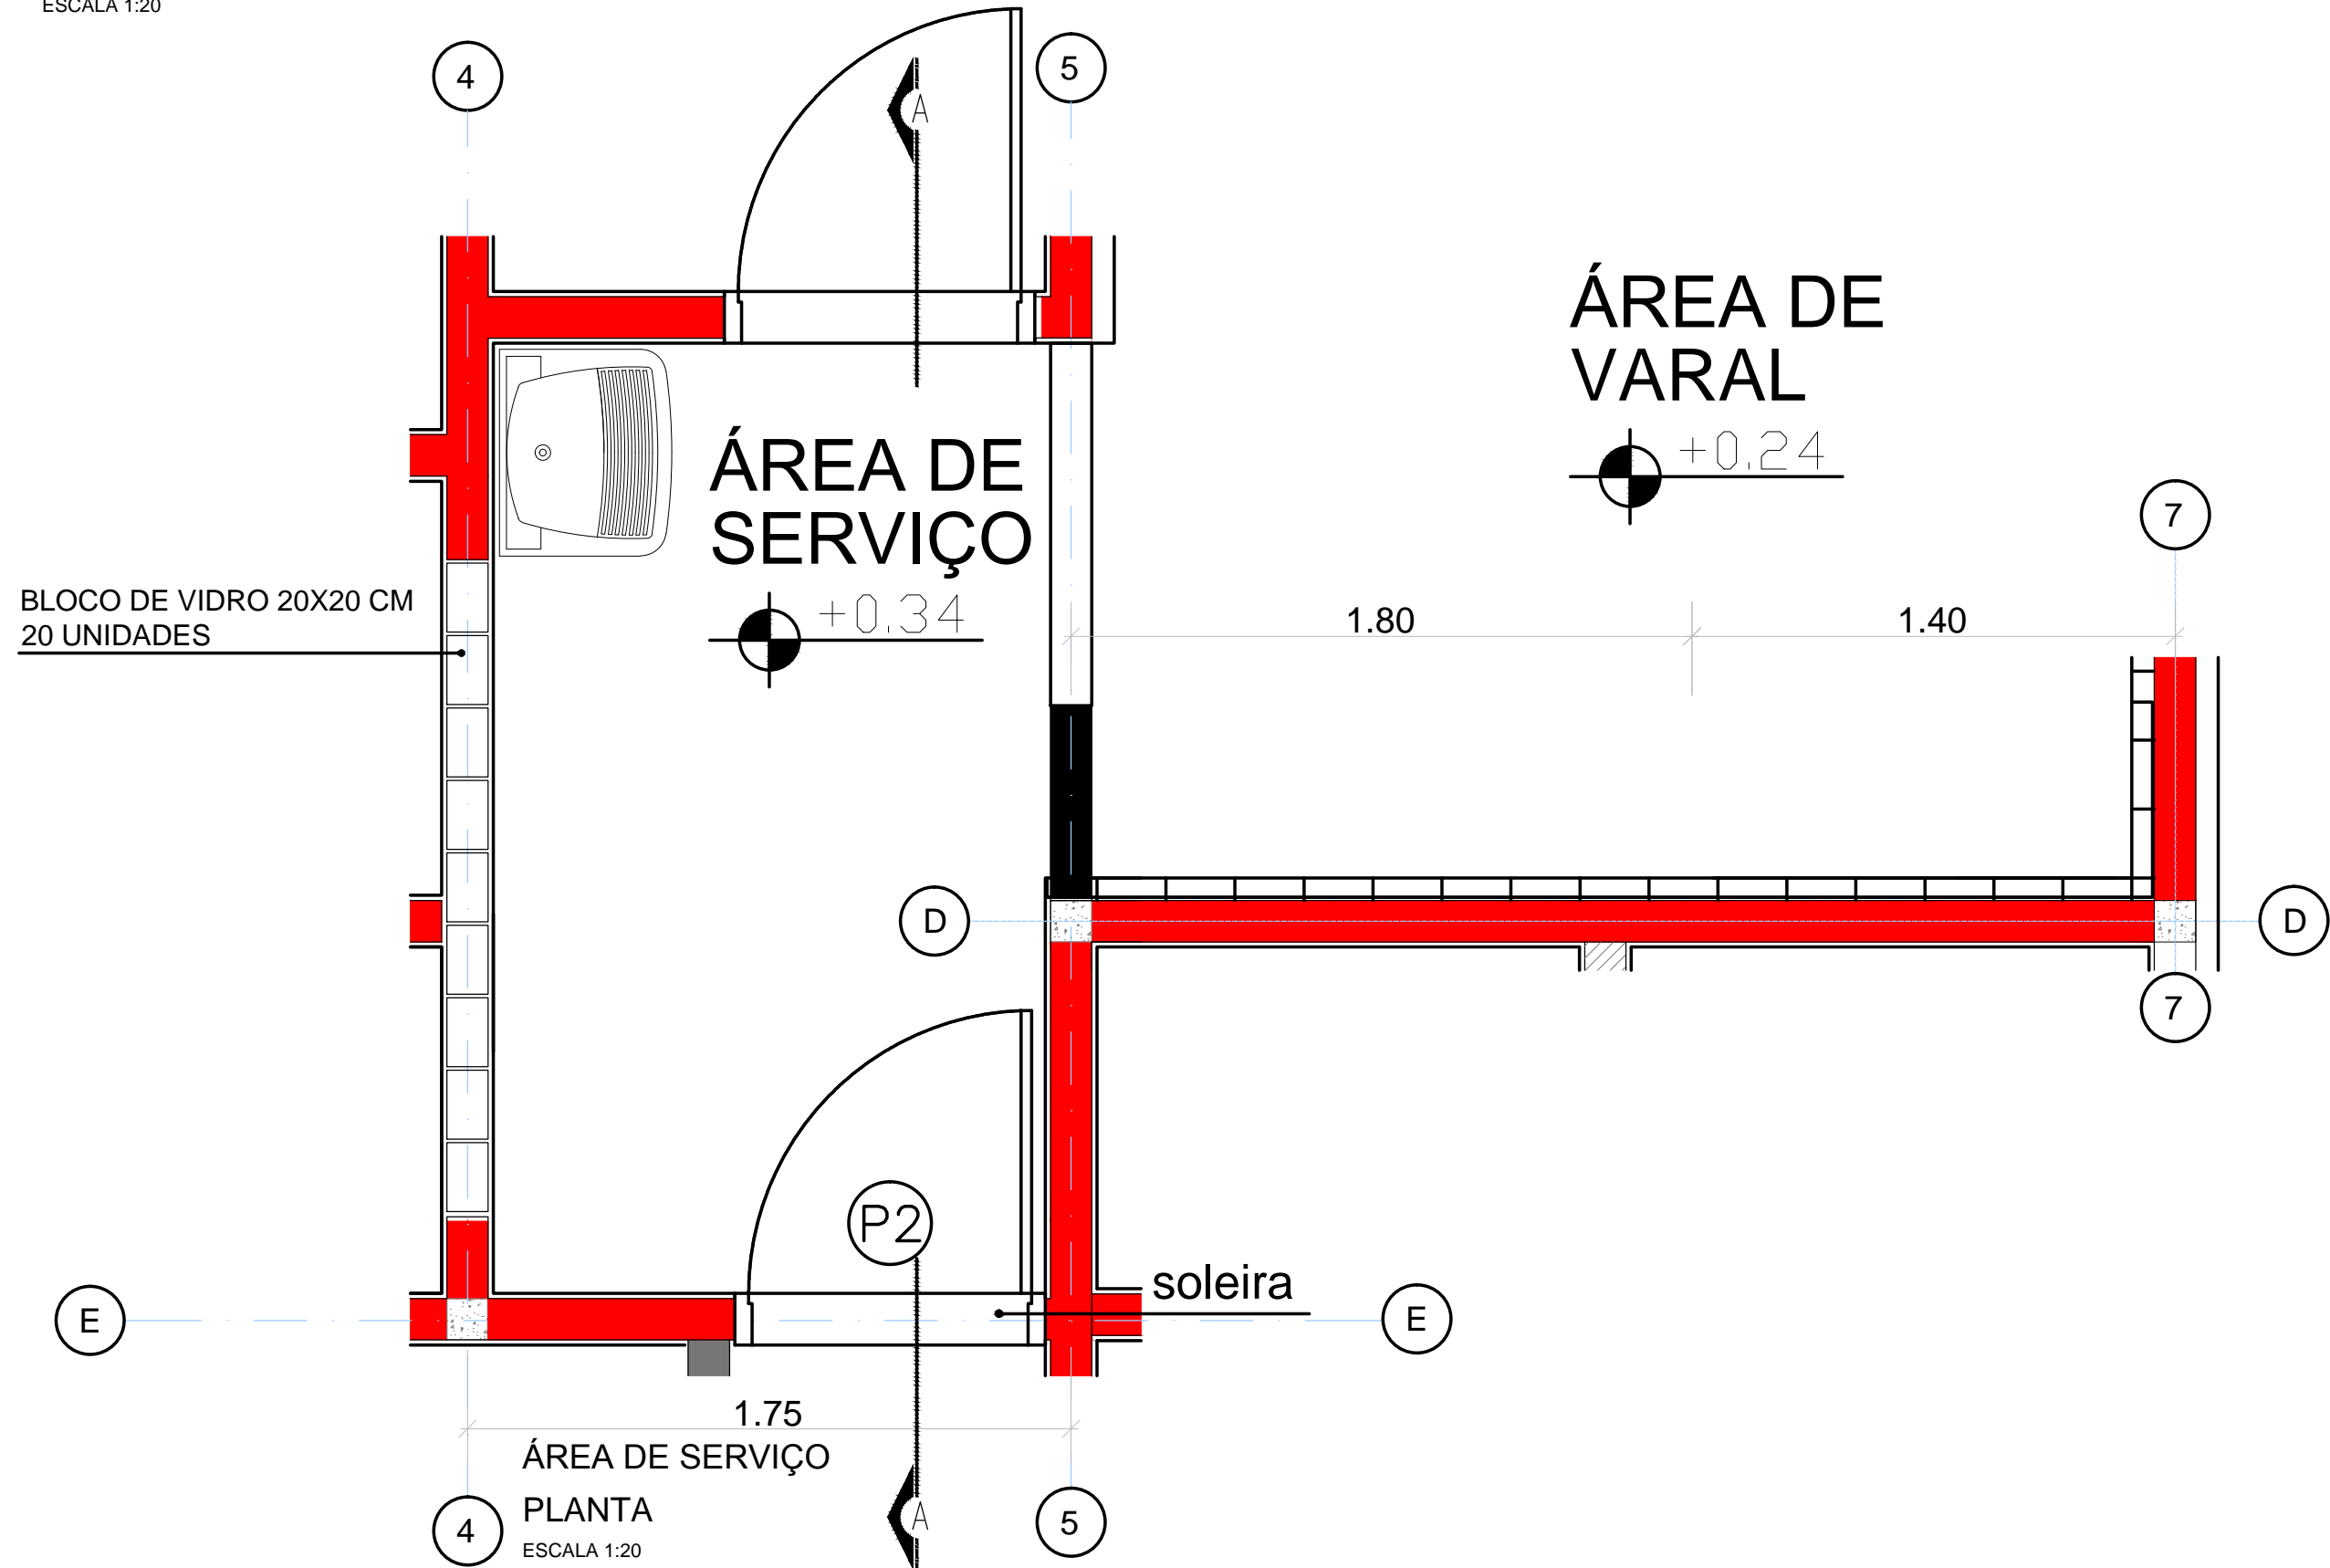 ESCALA 1:20
4
5
A
ÁREA DE
VARAL
+0.24
ÁREA DE
SERVIÇO
+0.34
7
BLOCO DE VIDRO 20X20 CM
20 UNIDADES
1.80
1.40
D
D
7
P2
soleira
E
E
1.75
ÁREA DE SERVIÇO
PLANTA
ESCALA 1:20
4
A
5